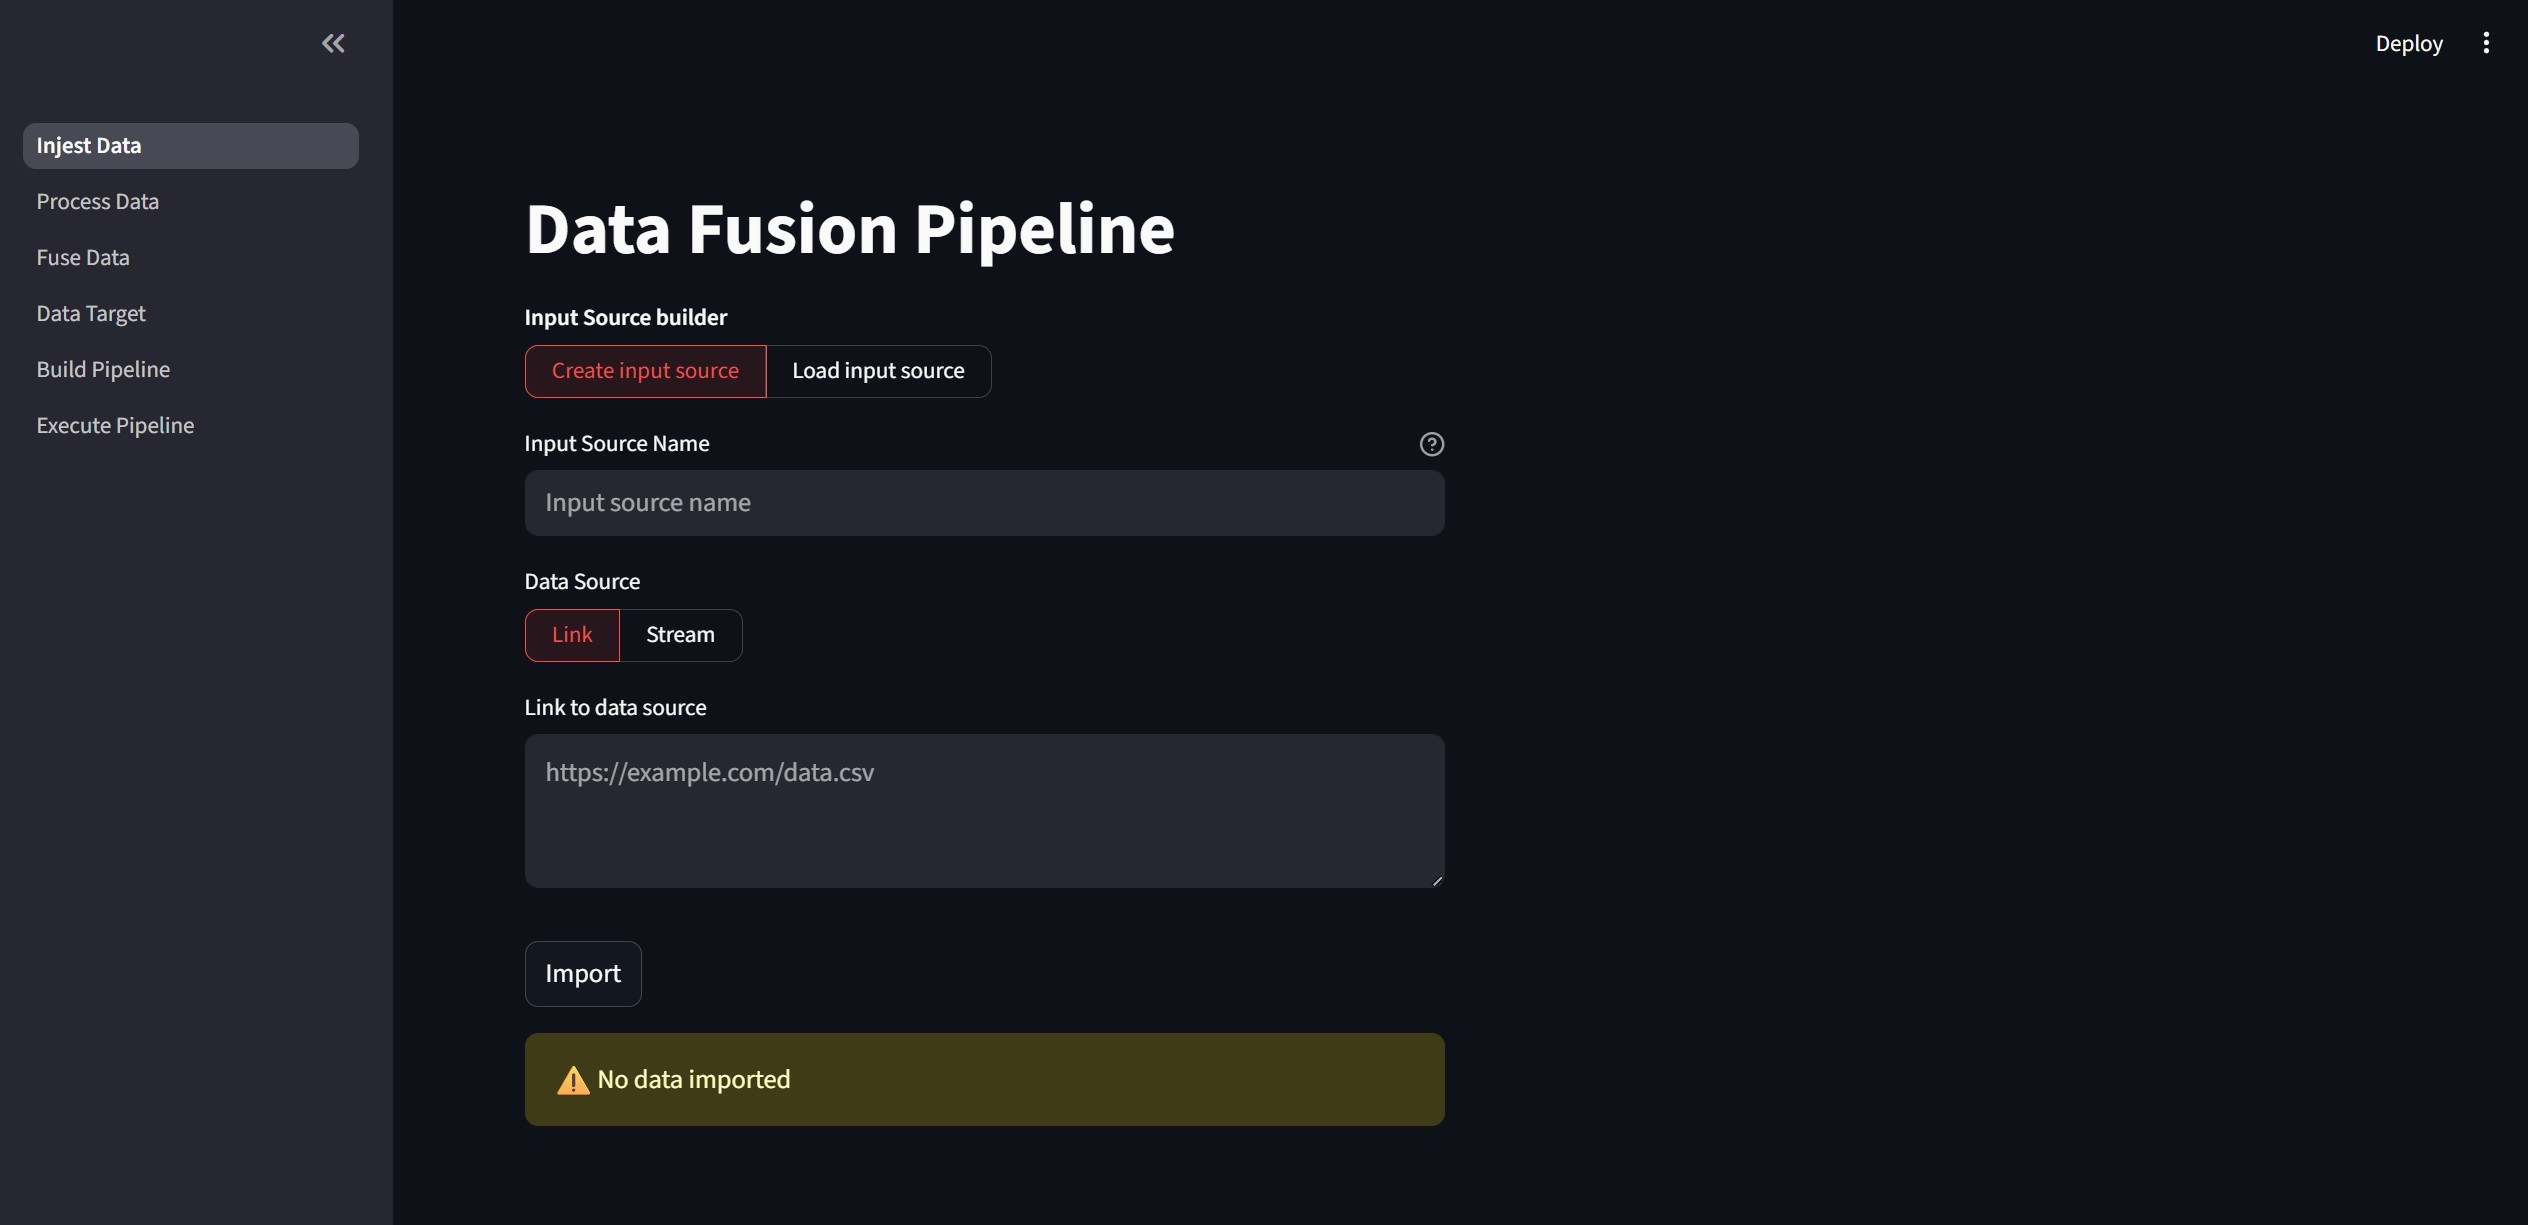 Deploy
Injest Data
Process Data
Fuse Data
Data Target
Build Pipeline
Execute Pipeline
Data Fusion Pipeline
Input Source builder
Create input source Load input source
Input Source Name
Input source name
Data Source
Link Stream
Link to data source
https://example.com/data.csv
Import
No data imported